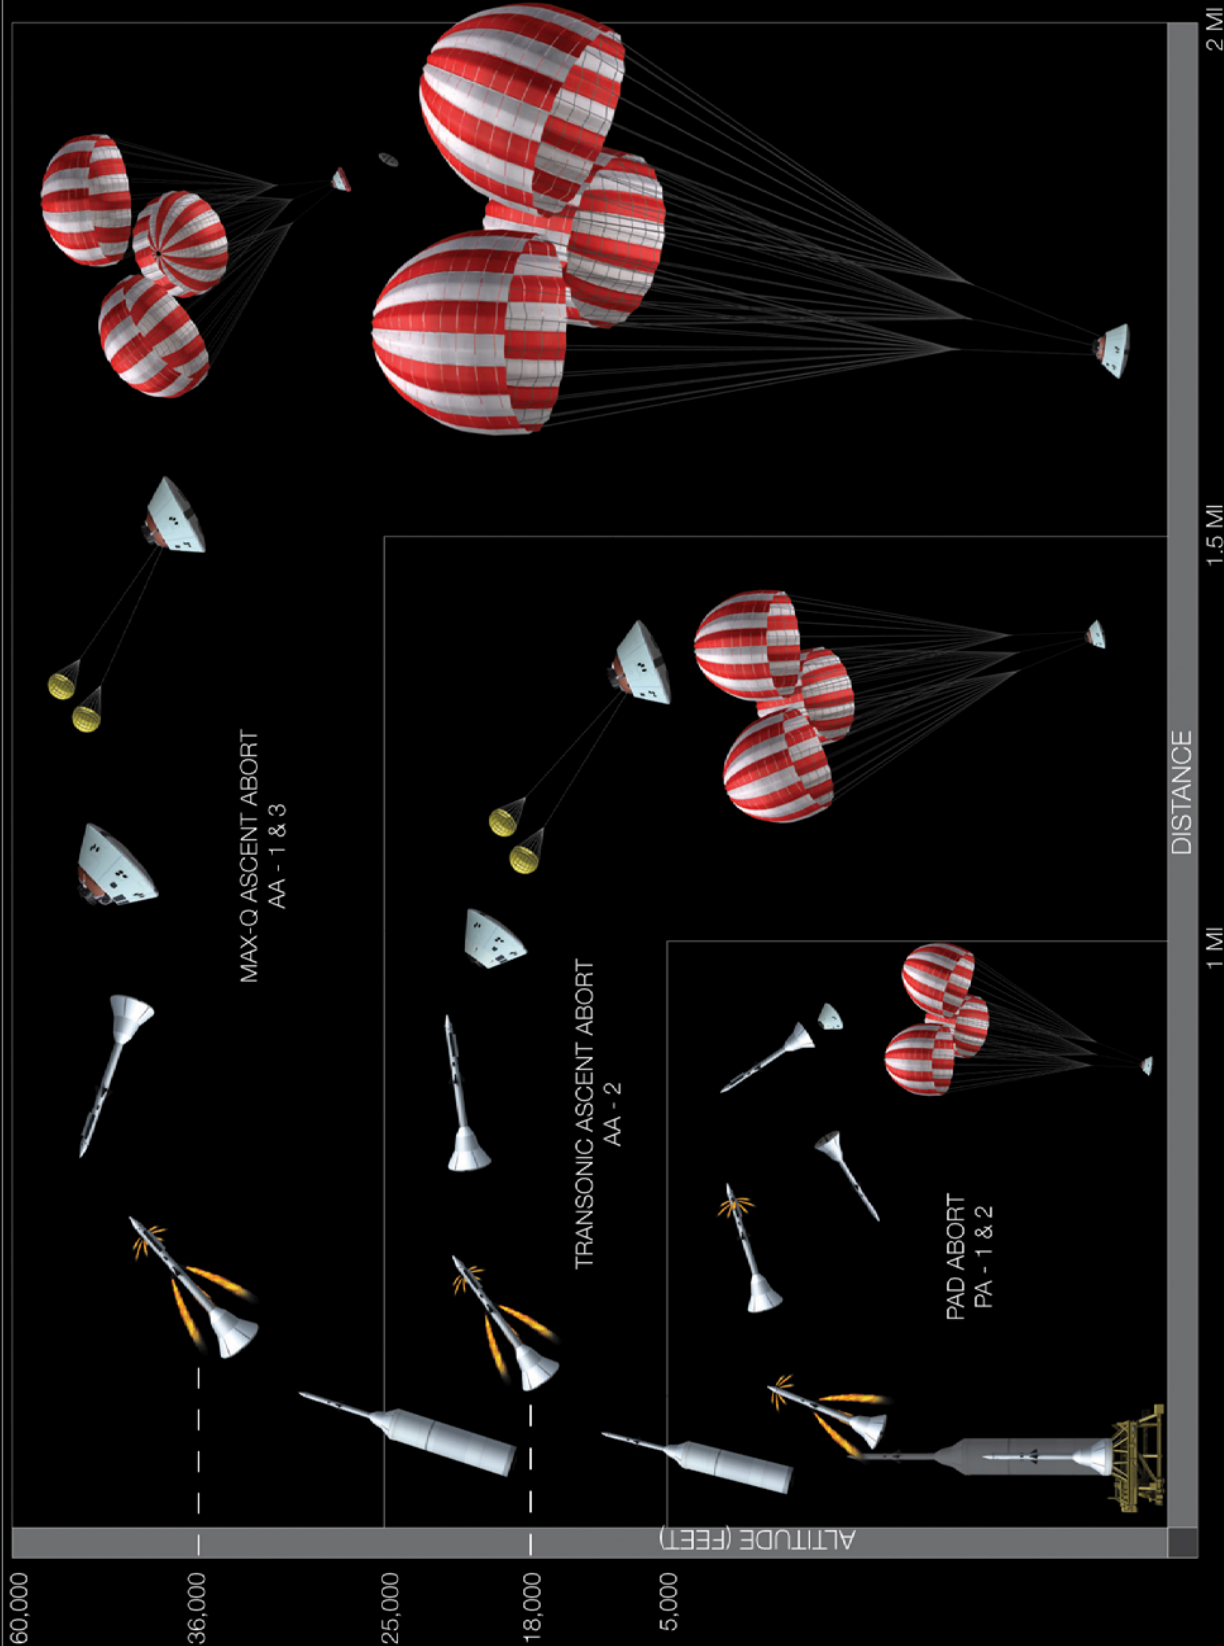 60,000
36,000
25,000
18,000
5,000
ALTITUDE (FEET)
MAX-Q ASCENT ABORT
AA - 1 & 3
TRANSONIC ASCENT ABORT
AA - 2
PAD ABORT
PA - 1 & 2
DISTANCE
1 MI
1.5 MI
2 MI